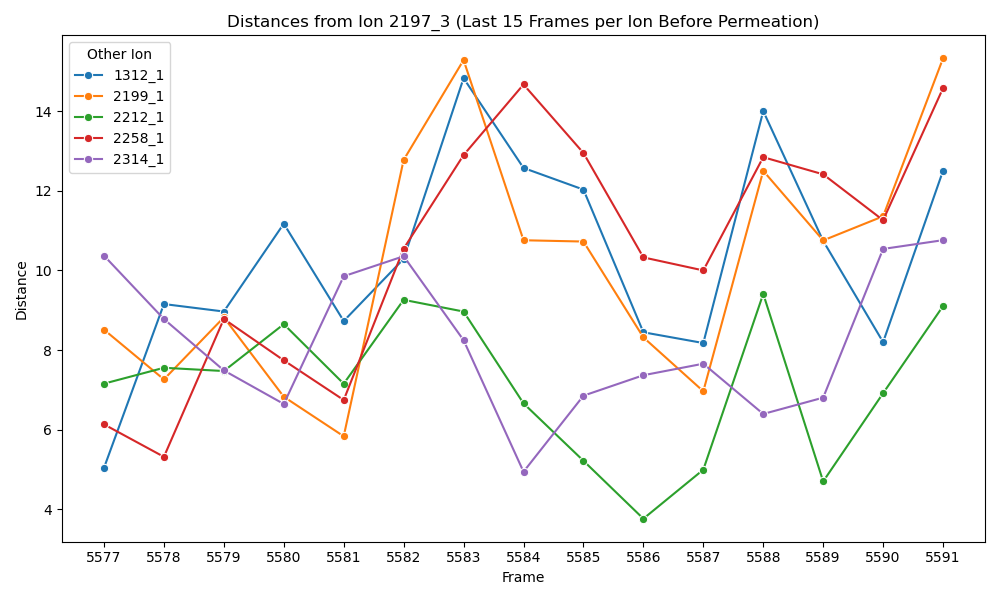 Distances from Ion 2197_3 (Last 15 Frames per Ion Before Permeation)
Other Ion
1312_1
2199_1
2212_1
2258_1
2314_1
Distance
14
12
10
8
6
4
5577 5578 5579 5580 5581 5582 5583 5584 5585 5586 5587 5588 5589 5590 5591
Frame